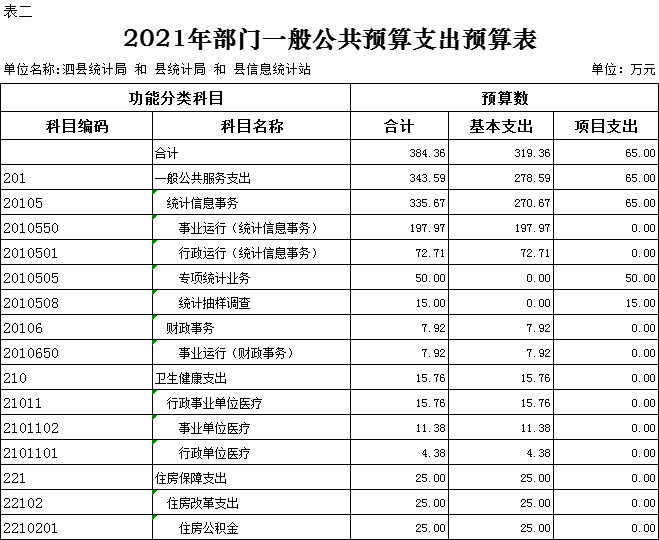 表二
2021年部门一般公共预算支出预算表
单位名称:泗县统计局 和 县统计局 和 县信息统计站 单位：万元
功能分类科目 预算数
科目编码 科目名称 合计 基本支出 项目支出
合计 384.36 319.36 65.00
201 一般公共服务支出 343.59 278.59 65.00
20105 统计信息事务 335.67 270.67 65.00
2010550 事业运行（统计信息事务） 197.97 197.97 0.00
2010501 行政运行（统计信息事务） 72.71 72.71 0.00
2010505 专项统计业务 50.00 0.00 50.00
2010508 统计抽样调查 15.00 0.00 15.00
20106 财政事务 7.92 7.92 0.00
2010650 事业运行（财政事务） 7.92 7.92 0.00
210 卫生健康支出 15.76 15.76 0.00
21011 行政事业单位医疗 15.76 15.76 0.00
2101102 事业单位医疗 11.38 11.38 0.00
2101101 行政单位医疗 4.38 4.38 0.00
221 住房保障支出 25.00 25.00 0.00
22102 住房改革支出 25.00 25.00 0.00
2210201 住房公积金 25.00 25.00 0.00